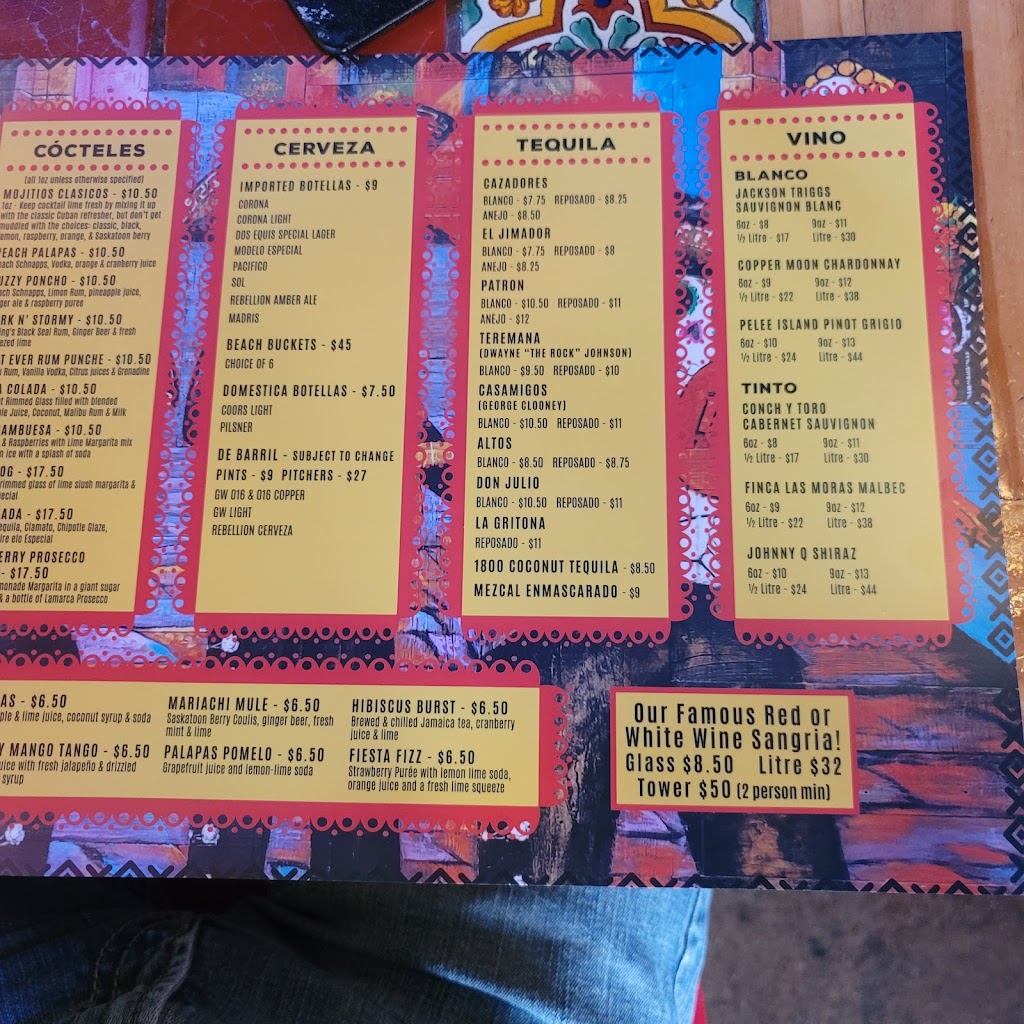 CÓCTELES
(all 1oz unless otherwise specified)
MOJITIOS CLASICOS - $10.50
1oz - Keep cocktail lime fresh by mixing it up
with the classic Cuban refresher, but don't get
muddled with the choices: classic, black,
lemon, raspberry, orange, & Saskatoon berry
PEACH PALAPAS - $10.50
Peach Schnapps, Vodka, orange & cranberry juice
UZZY PONCHO - $10.50
ach Schnapps, Limon Rum, pineapple juice,
ger ale & raspberry puree
RK N' STORMY - $10.50
ing's Black Seal Rum, Ginger Beer & fresh
ezed lime
T EVER RUM PUNCHE - $10.50
Rum, Vanilla Vodka, Citrus juices & Grenadine
A COLADA - $10.50
t Rimmed Glass filled with blended
le Juice, Coconut, Malibu Rum & Milk
AMBUESA - $10.50
& Raspberries with Lime Margarita mix
n ice with a splash of soda
OG - $17.50
rimmed glass of lime slush margarita &
ecial
ADA - $17.50
equila, Clamato, Chipotle Glaze,
ire elo Especial
ERRY PROSECCO
- $17.50
monade Margarita in a giant sugar
& a bottle of Lamarca Prosecco
CERVEZA
IMPORTED BOTELLAS - $9
CORONA
CORONA LIGHT
DOS EQUIS SPECIAL LAGER
MODELO ESPECIAL
PACIFICO
SOL
REBELLION AMBER ALE
MADRIS
BEACH BUCKETS - $45
CHOICE OF 6
DOMESTICA BOTELLAS - $7.50
COORS LIGHT
PILSNER
DE BARRIL - SUBJECT TO CHANGE
PINTS - $9 PITCHERS - $27
GW 016 & 016 COPPER
GW LIGHT
REBELLION CERVEZA
TEQUILA
CAZADORES
BLANCO - $7.75 REPOSADO - $8.25
ANEJO - $8.50
EL JIMADOR
BLANCO - $7.75 REPOSADO - $8
ANEJO - $8.25
PATRON
BLANCO - $10.50 REPOSADO - $11
ANEJO - $12
TEREMANA
(DWAYNE "THE ROCK" JOHNSON)
BLANCO - $9.50 REPOSADO - $10
CASAMIGOS
(GEORGE CLOONEY)
BLANCO - $10.50 REPOSADO - $11
ALTOS
BLANCO - $8.50 REPOSADO - $8.75
DON JULIO
BLANCO - $10.50 REPOSADO - $11
LA GRITONA
REPOSADO - $11
1800 COCONUT TEQUILA - $8.50
MEZCAL ENMASCARADO - $9
VINO
BLANCO
JACKSON TRIGGS
SAUVIGNON BLANC
6oz - $8 9oz - $11
½ Litre - $17 Litre - $30
COPPER MOON CHARDONNAY
6oz - $9 9oz - $12
½ Litre - $22 Litre - $38
PELEE ISLAND PINOT GRIGIO
6oz - $10 9oz - $13
½ Litre - $24 Litre - $44
TINTO
CONCH Y TORO
CABERNET SAUVIGNON
6oz - $8 9oz - $11
½ Litre - $17 Litre - $30
FINCA LAS MORAS MALBEC
6oz - $9 9oz - $12
½ Litre - $22 Litre - $38
JOHNNY Q SHIRAZ
6oz - $10 9oz - $13
½ Litre - $24 Litre - $44
AS - $6.50
ple & lime juice, coconut syrup & soda
Y MANGO TANGO - $6.50
uice with fresh jalapeño & drizzled
syrup
MARIACHI MULE - $6.50
Saskatoon Berry Coulis, ginger beer, fresh
mint & lime
PALAPAS POMELO - $6.50
Grapefruit juice and lemon-lime soda
HIBISCUS BURST - $6.50
Brewed & chilled Jamaica tea, cranberry
juice & lime
FIESTA FIZZ - $6.50
Strawberry Purée with lemon lime soda,
orange juice and a fresh lime squeeze
Our Famous Red or
White Wine Sangria!
Glass $8.50 Litre $32
Tower $50 (2 person min)